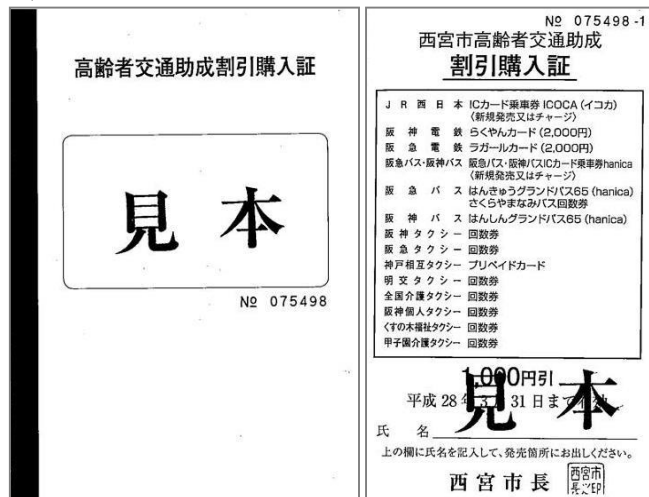 高齢者交通助成割引購入証
見本
№ 075498
№ 075498-1
西宮市高齢者交通助成
割引購入証
JR西日本 ICカード乗車券 ICOCA(イコカ)
(新規発売又はチャージ)
阪神電鉄 らくやんカード(2,000円)
阪急電鉄 ラガールカード(2,000円)
阪急バス・阪神バス 阪急バス・阪神バスICカード乗車券hanica
(新規発売又はチャージ)
阪急バス はんきゅうグランドパス65(hanica)
さくらやまなみバス回数券
阪神バス はんしんグランドパス65(hanica)
阪神タクシー 回数券
阪急タクシー 回数券
神戸相互タクシー プリペイドカード
明交タクシー 回数券
全国介護タクシー 回数券
阪神個人タクシー 回数券
くすの木福祉タクシー 回数券
甲子園介護タクシー 回数券
1,000円引
平成28年3月31日まで有効
見本
氏名
上の欄に氏名を記入して、発売箇所にお出しください。
西宮市長
西宮市長之印